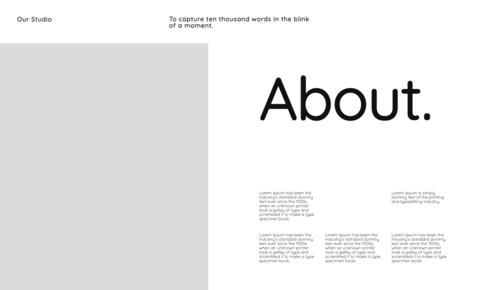 Our Studio
To capture ten thousand words in the blink
of a moment.
About.
Lorem Ipsum has been the
industry's standard dummy
text ever since the 1500s,
when an unknown printer
took a galley of type and
scrambled it to make a type
specimen book.
Lorem Ipsum is simply
dummy text of the printing
and typesetting industry.
Lorem Ipsum has been the
industry's standard dummy
text ever since the 1500s,
when an unknown printer
took a galley of type and
scrambled it to make a type
specimen book.
Lorem Ipsum has been the
industry's standard dummy
text ever since the 1500s,
when an unknown printer
took a galley of type and
scrambled it to make a type
specimen book.
Lorem Ipsum has been the
industry's standard dummy
text ever since the 1500s,
when an unknown printer
took a galley of type and
scrambled it to make a type
specimen book.